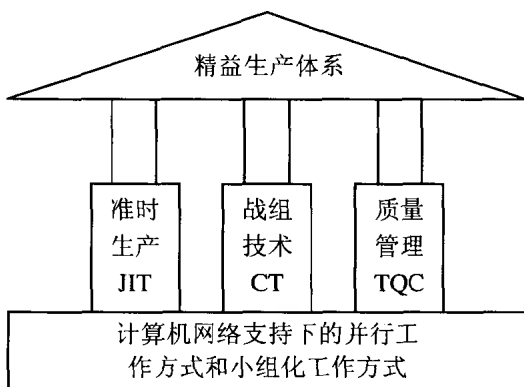 精益生产体系
准时
生产
JIT
战组
技术
CT
质量
管理
TQC
计算机网络支持下的并行工
作方式和小组化工作方式